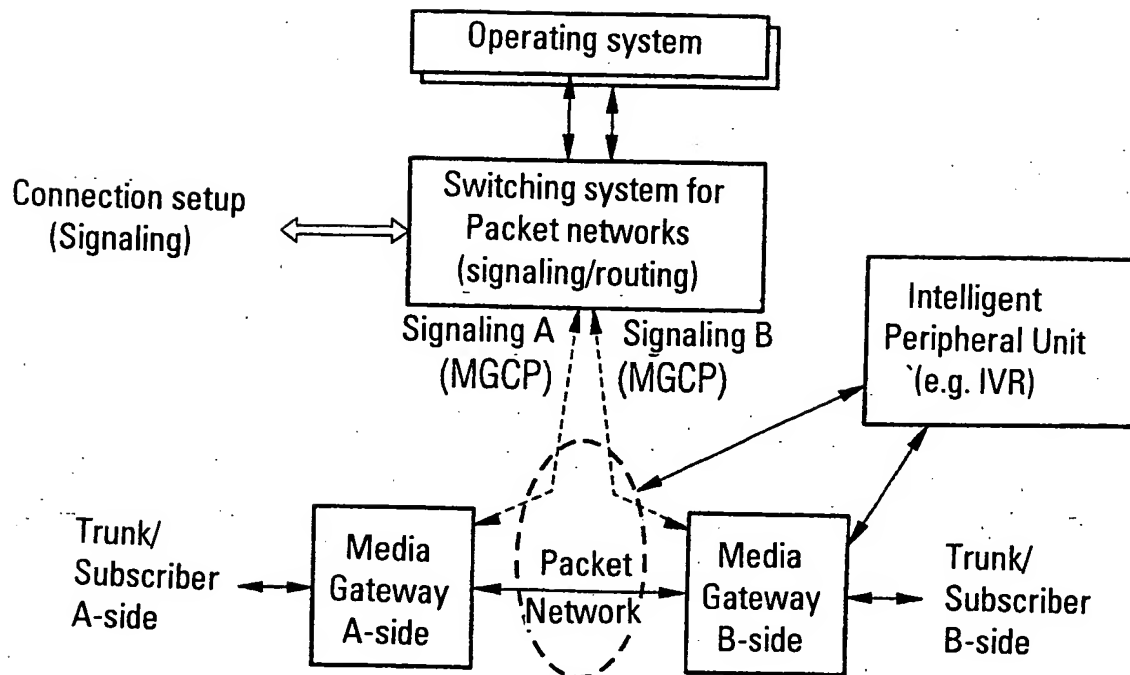 Operating system
Switching system for
Packet networks
(signaling/routing)
Connection setup
(Signaling)
Signaling A
(MGCP)
Signaling B
(MGCP)
Intelligent
Peripheral Unit
(e.g. IVR)
Trunk/
Subscriber
A-side
Media
Gateway
A-side
Packet
Network
Media
Gateway
B-side
Trunk/
Subscriber
B-side